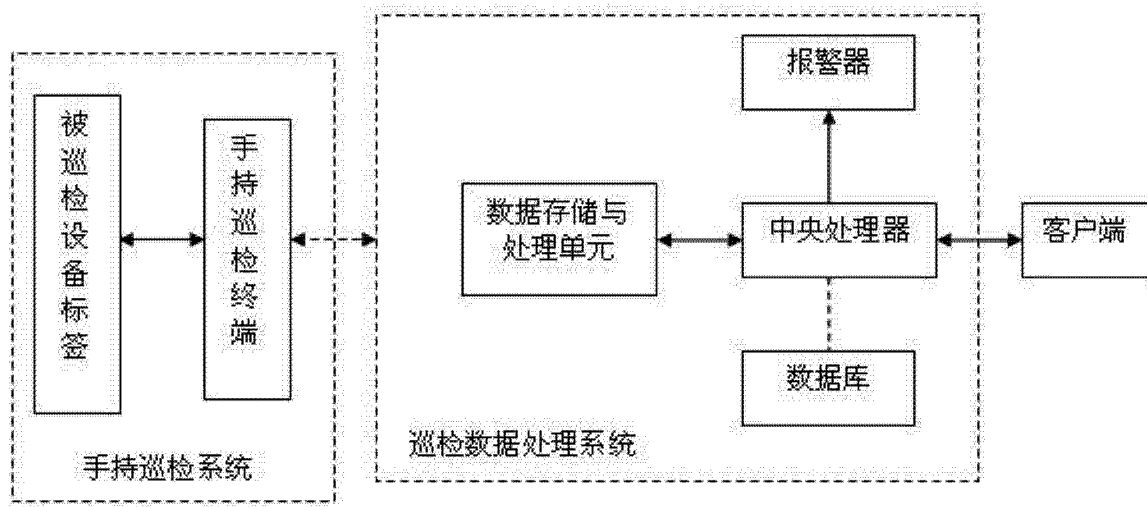 被巡检设备标签
手持巡检终端
手持巡检系统
报警器
数据存储与
处理单元
中央处理器
数据库
巡检数据处理系统
客户端